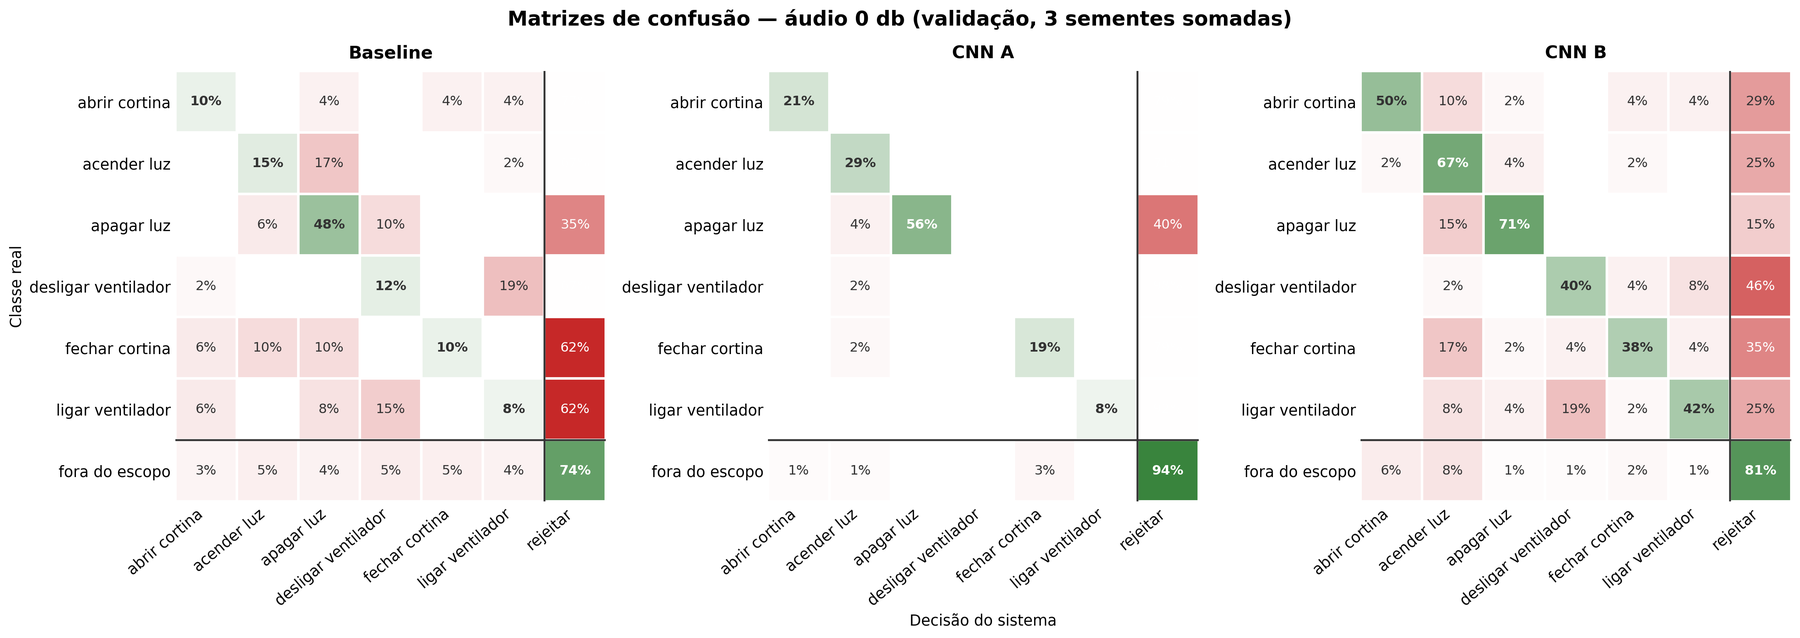 Matrizes de confusão — áudio 0 db (validação, 3 sementes somadas)
Baseline
CNN A
CNN B
Classe real
abrir cortina 10% 4% 4% 4%
acender luz 15% 17% 2%
apagar luz 6% 48% 10% 35%
desligar ventilador 2% 12% 19%
fechar cortina 6% 10% 10% 10% 62%
ligar ventilador 6% 8% 15% 8% 62%
fora do escopo 3% 5% 4% 5% 5% 4% 74%
abrir cortina
acender luz
apagar luz
desligar ventilador
fechar cortina
ligar ventilador
rejeitar
abrir cortina 21%
acender luz 29%
apagar luz 4% 56% 40%
desligar ventilador 2%
fechar cortina 2% 19%
ligar ventilador 8%
fora do escopo 1% 1% 3% 94%
abrir cortina
acender luz
apagar luz
desligar ventilador
fechar cortina
ligar ventilador
rejeitar
abrir cortina 50% 10% 2% 4% 4% 29%
acender luz 2% 67% 4% 2% 25%
apagar luz 15% 71% 15%
desligar ventilador 2% 40% 4% 8% 46%
fechar cortina 17% 2% 4% 38% 4% 35%
ligar ventilador 8% 4% 19% 2% 42% 25%
fora do escopo 6% 8% 1% 1% 2% 1% 81%
abrir cortina
acender luz
apagar luz
desligar ventilador
fechar cortina
ligar ventilador
rejeitar
Decisão do sistema